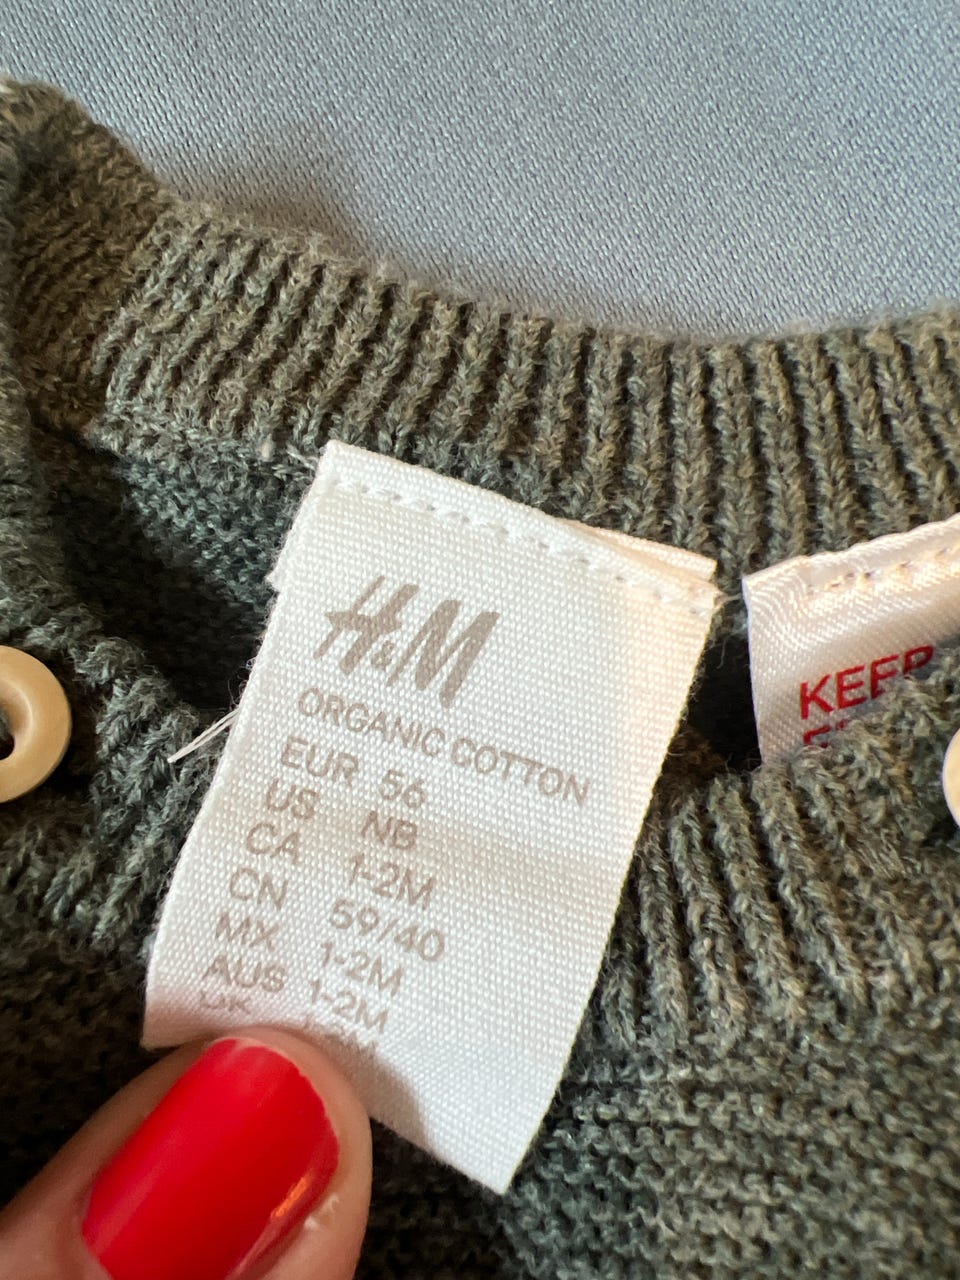 H&M
ORGANIC COTTON
EUR 56
US NB
CA 1-2M
CN 59/40
MX 1-2M
AUS 1-2M
UK
KEEP